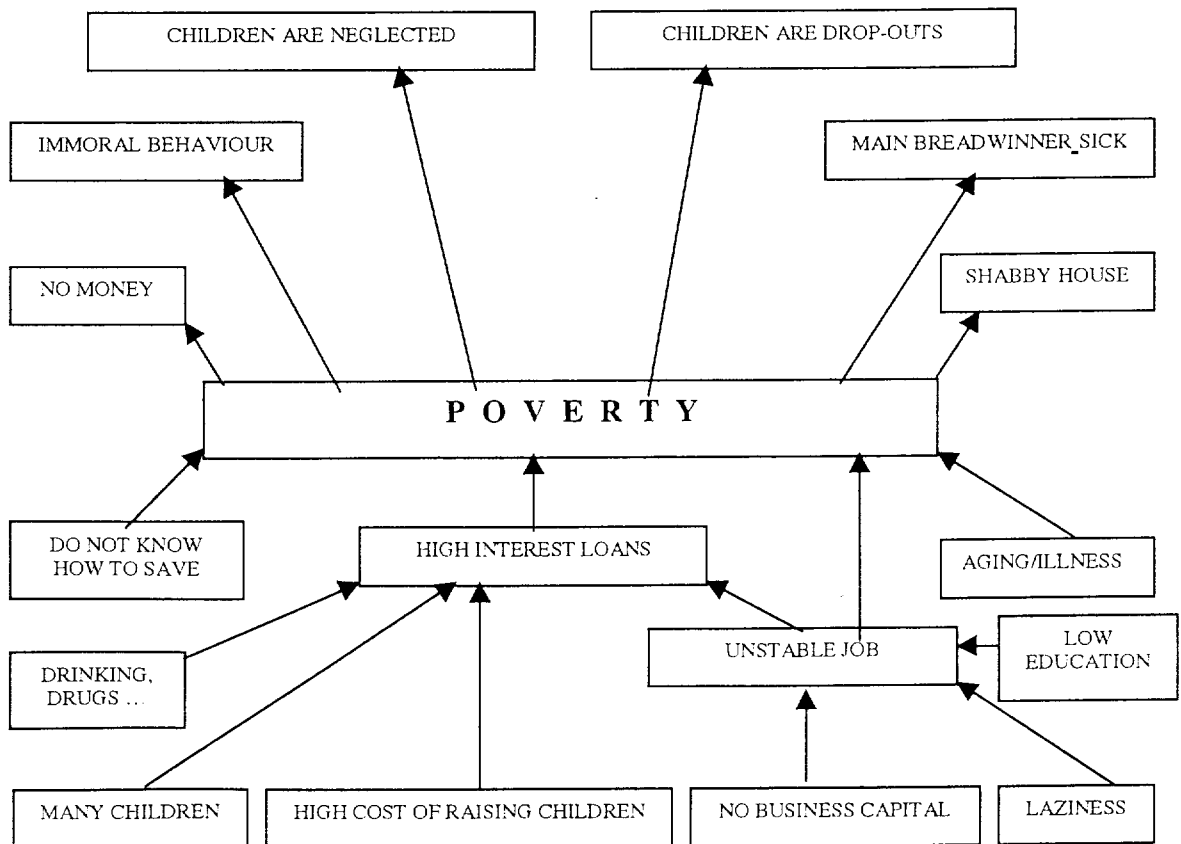 CHILDREN ARE NEGLECTED
CHILDREN ARE DROP-OUTS
IMMORAL BEHAVIOUR
MAIN BREADWINNER_SICK
NO MONEY
SHABBY HOUSE
POVERTY
DO NOT KNOW
HOW TO SAVE
HIGH INTEREST LOANS
AGING/ILLNESS
DRINKING,
DRUGS ...
UNSTABLE JOB
LOW
EDUCATION
MANY CHILDREN
HIGH COST OF RAISING CHILDREN
NO BUSINESS CAPITAL
LAZINESS